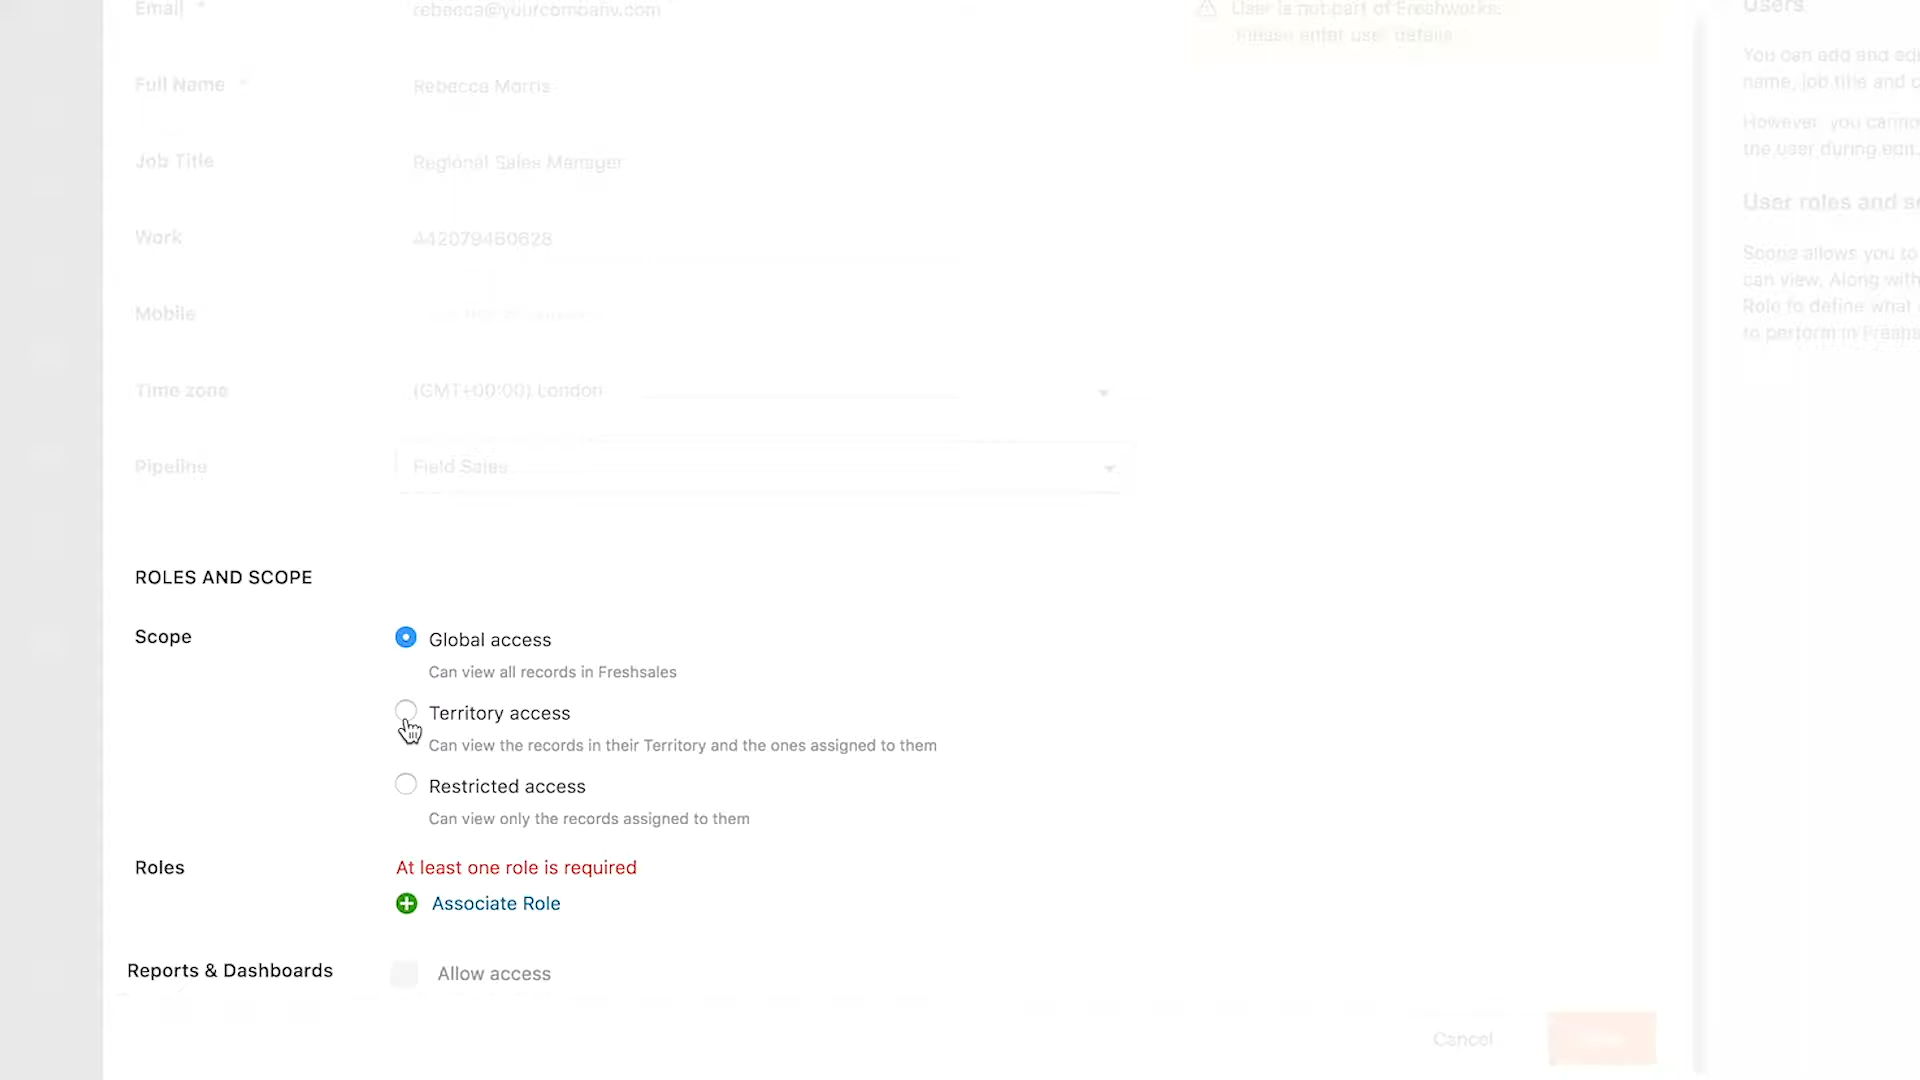 Email *
rebecca@yourcompany.com
User is not part of Freshworks.
Please enter user details
Users
Full Name *
Rebecca Morris
You can add and edi
name, job title and c
However, you canno
the user during edit.
Job Title
Regional Sales Manager
User roles and s
Work
442079460628
Scope allows you to
can view. Along with
Role to define what
to perform in Freshs
Mobile
Time zone
(GMT+00:00) London
Pipeline
Field Sales
ROLES AND SCOPE
Scope
Global access
Can view all records in Freshsales
Territory access
Can view the records in their Territory and the ones assigned to them
Restricted access
Can view only the records assigned to them
Roles
At least one role is required
Associate Role
Reports & Dashboards
Allow access
Cancel